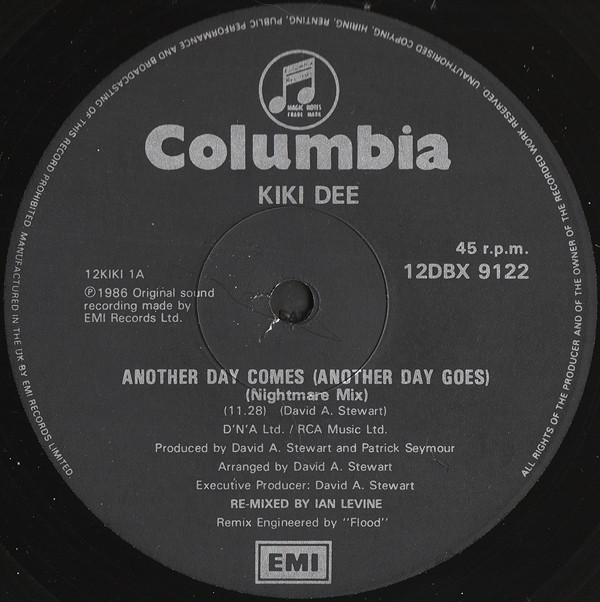 MANUFACTURED IN THE UK BY EMI RECORDS LIMITED
ALL RIGHTS OF THE PRODUCER AND OF THE OWNER OF THE RECORDED WORK RESERVED. UNAUTHORISED COPYING, HIRING, RENTING, PUBLIC PERFORMANCE AND BROADCASTING OF THIS RECORD PROHIBITED.
MAGIC NOTES
TRADE MARK
Columbia
KIKI DEE
45 r.p.m.
12DBX 9122
12KIKI 1A
℗1986 Original sound
recording made by
EMI Records Ltd.
ANOTHER DAY COMES (ANOTHER DAY GOES)
(Nightmare Mix)
(11.28) (David A. Stewart)
D'N'A Ltd. / RCA Music Ltd.
Produced by David A. Stewart and Patrick Seymour
Arranged by David A. Stewart
Executive Producer: David A. Stewart
RE-MIXED BY IAN LEVINE
Remix Engineered by "Flood"
EMI